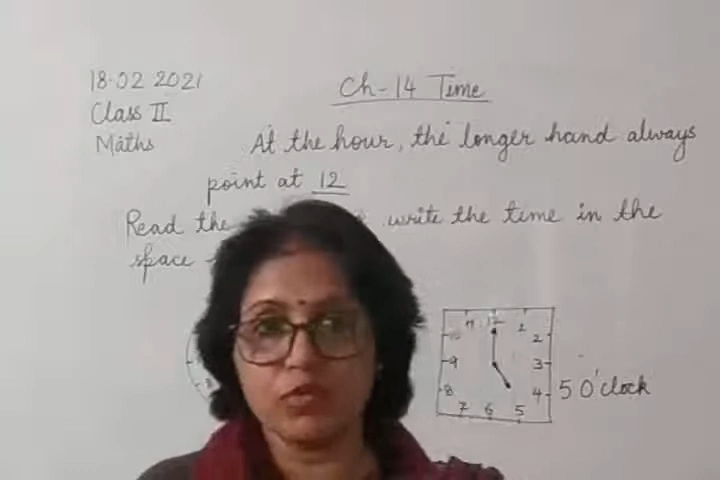 18.02 2021
Ch-14 Time
Class II
Maths
At the hour, the longer hand always
point at 12
Read the write the time in the
space
11 12 1
2
9 3
8 4
7 6 5
5 O'clock
8